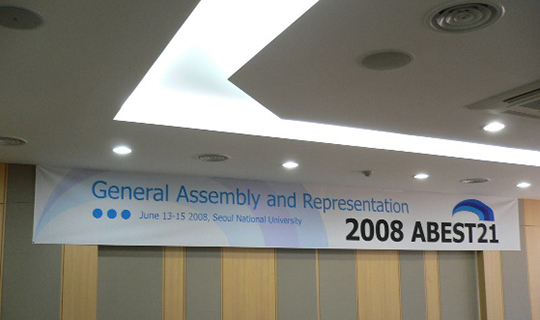 General Assembly and Representation
June 13-15 2008, Seoul National University
2008 ABEST21